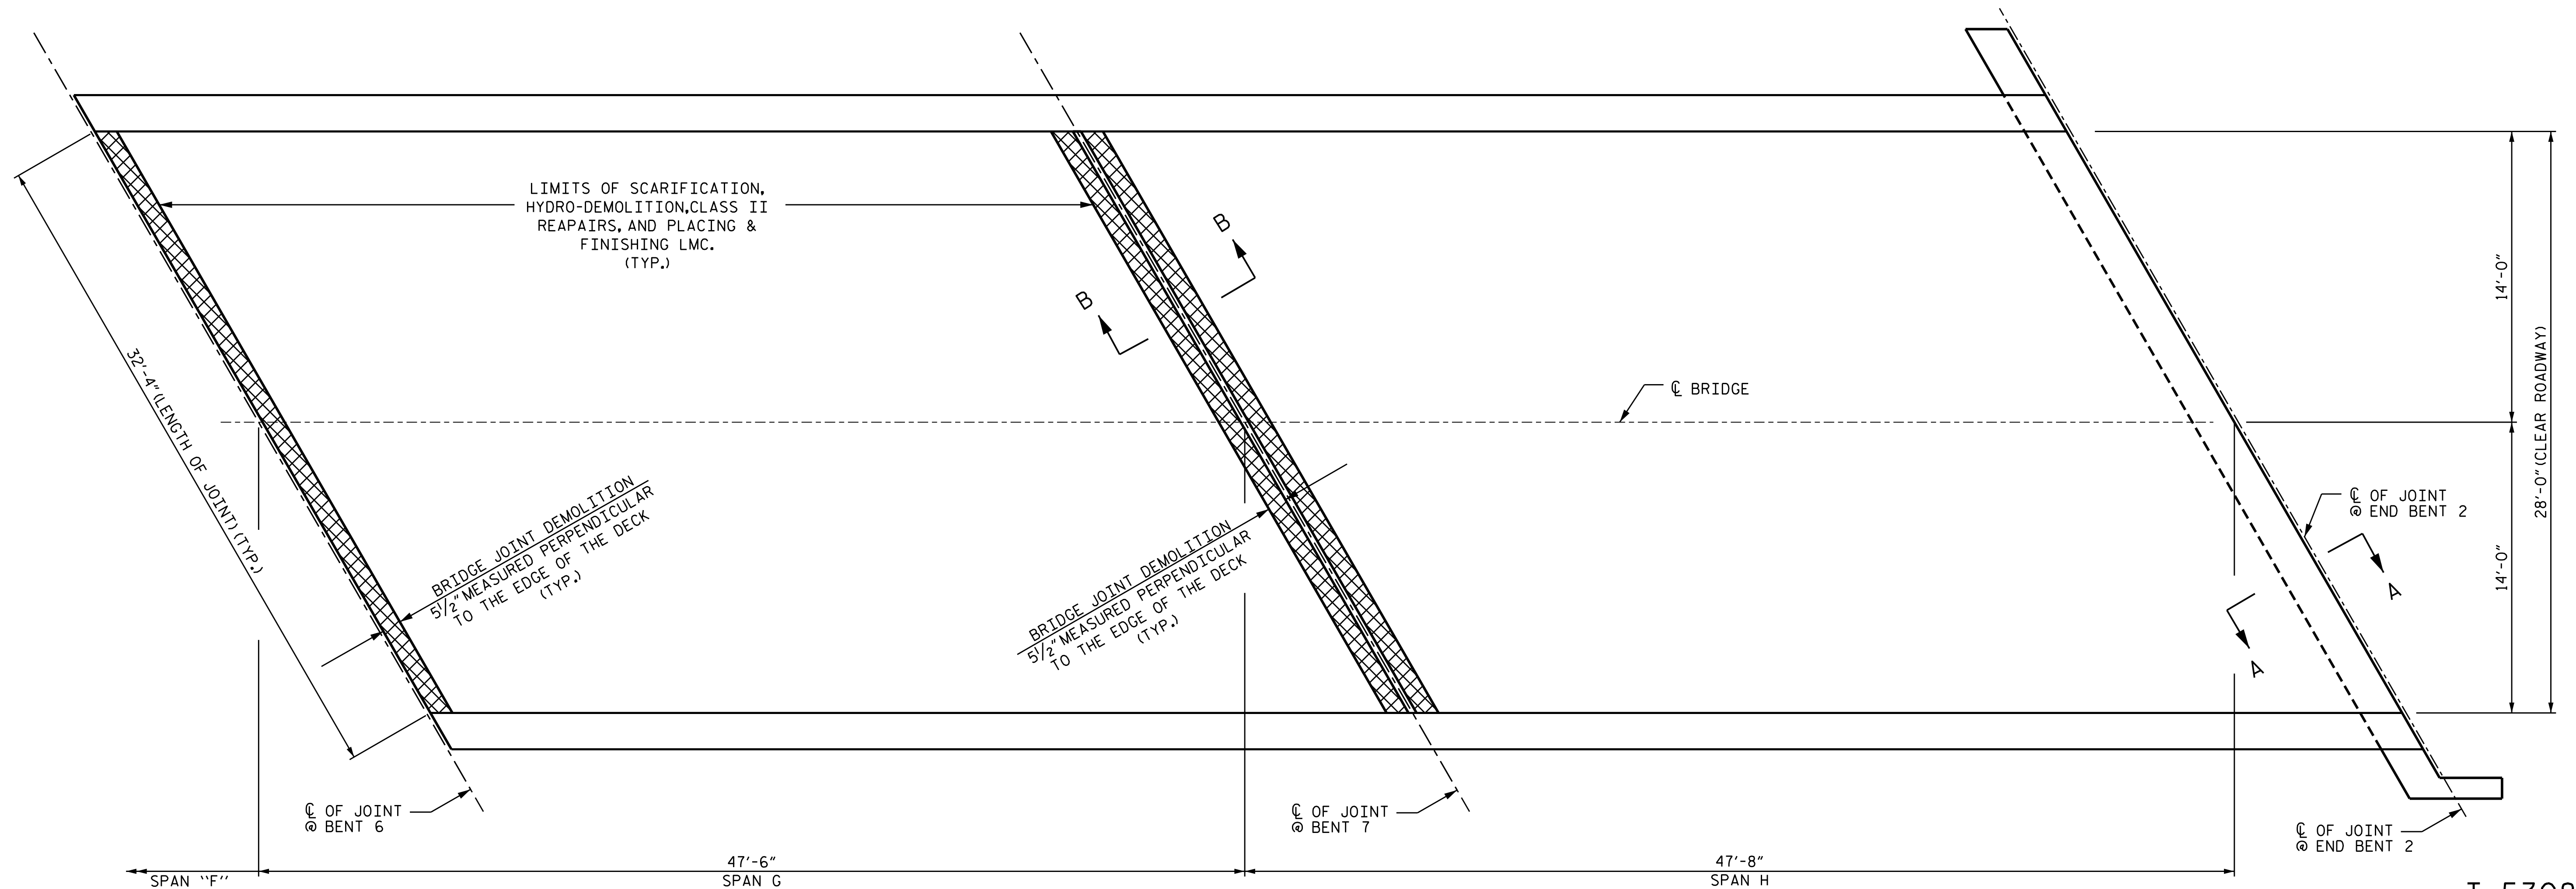 LIMITS OF SCARIFICATION,
HYDRO-DEMOLITION,CLASS II
REAPAIRS, AND PLACING &
FINISHING LMC.
(TYP.)
B
B
14'-0"
28'-0" (CLEAR ROADWAY)
32'-4" (LENGTH OF JOINT) (TYP.)
℄ BRIDGE
BRIDGE JOINT DEMOLITION
5½" MEASURED PERPENDICULAR
TO THE EDGE OF THE DECK
(TYP.)
BRIDGE JOINT DEMOLITION
5½" MEASURED PERPENDICULAR
TO THE EDGE OF THE DECK
(TYP.)
℄ OF JOINT
@ END BENT 2
14'-0"
A
A
℄ OF JOINT
@ BENT 6
℄ OF JOINT
@ BENT 7
℄ OF JOINT
@ END BENT 2
SPAN "F"
47'-6"
SPAN G
47'-8"
SPAN H